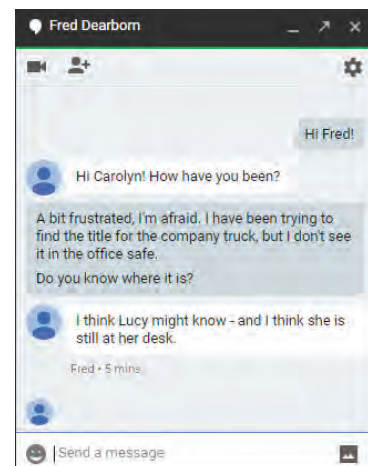 Fred Dearborn
Hi Fred!
Hi Carolyn! How have you been?
A bit frustrated, I'm afraid. I have been trying to
find the title for the company truck, but I don't see
it in the office safe.
Do you know where it is?
I think Lucy might know - and I think she is
still at her desk.
Fred • 5 mins
Send a message